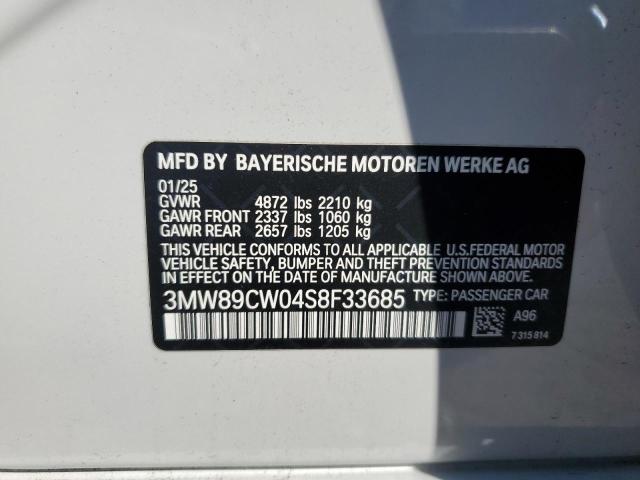 MFD BY BAYERISCHE MOTOREN WERKE AG
01/25
GVWR 4872 lbs 2210 kg
GAWR FRONT 2337 lbs 1060 kg
GAWR REAR 2657 lbs 1205 kg
THIS VEHICLE CONFORMS TO ALL APPLICABLE U.S.FEDERAL MOTOR
VEHICLE SAFETY, BUMPER AND THEFT PREVENTION STANDARDS
IN EFFECT ON THE DATE OF MANUFACTURE SHOWN ABOVE.
3MW89CW04S8F33685 TYPE: PASSENGER CAR
A96
7 315 814